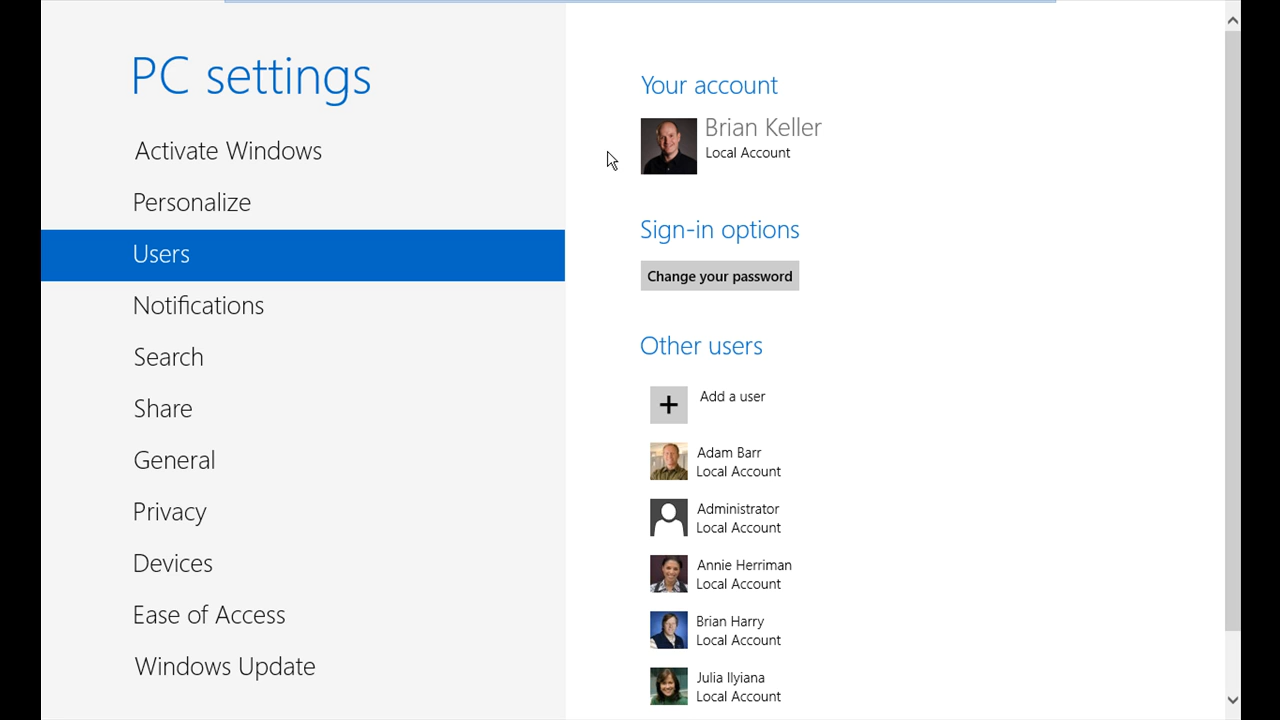 PC settings
Activate Windows
Personalize
Users
Notifications
Search
Share
General
Privacy
Devices
Ease of Access
Windows Update
Your account
Brian Keller
Local Account
Sign-in options
Change your password
Other users
Add a user
Adam Barr
Local Account
Administrator
Local Account
Annie Herriman
Local Account
Brian Harry
Local Account
Julia Ilyiana
Local Account